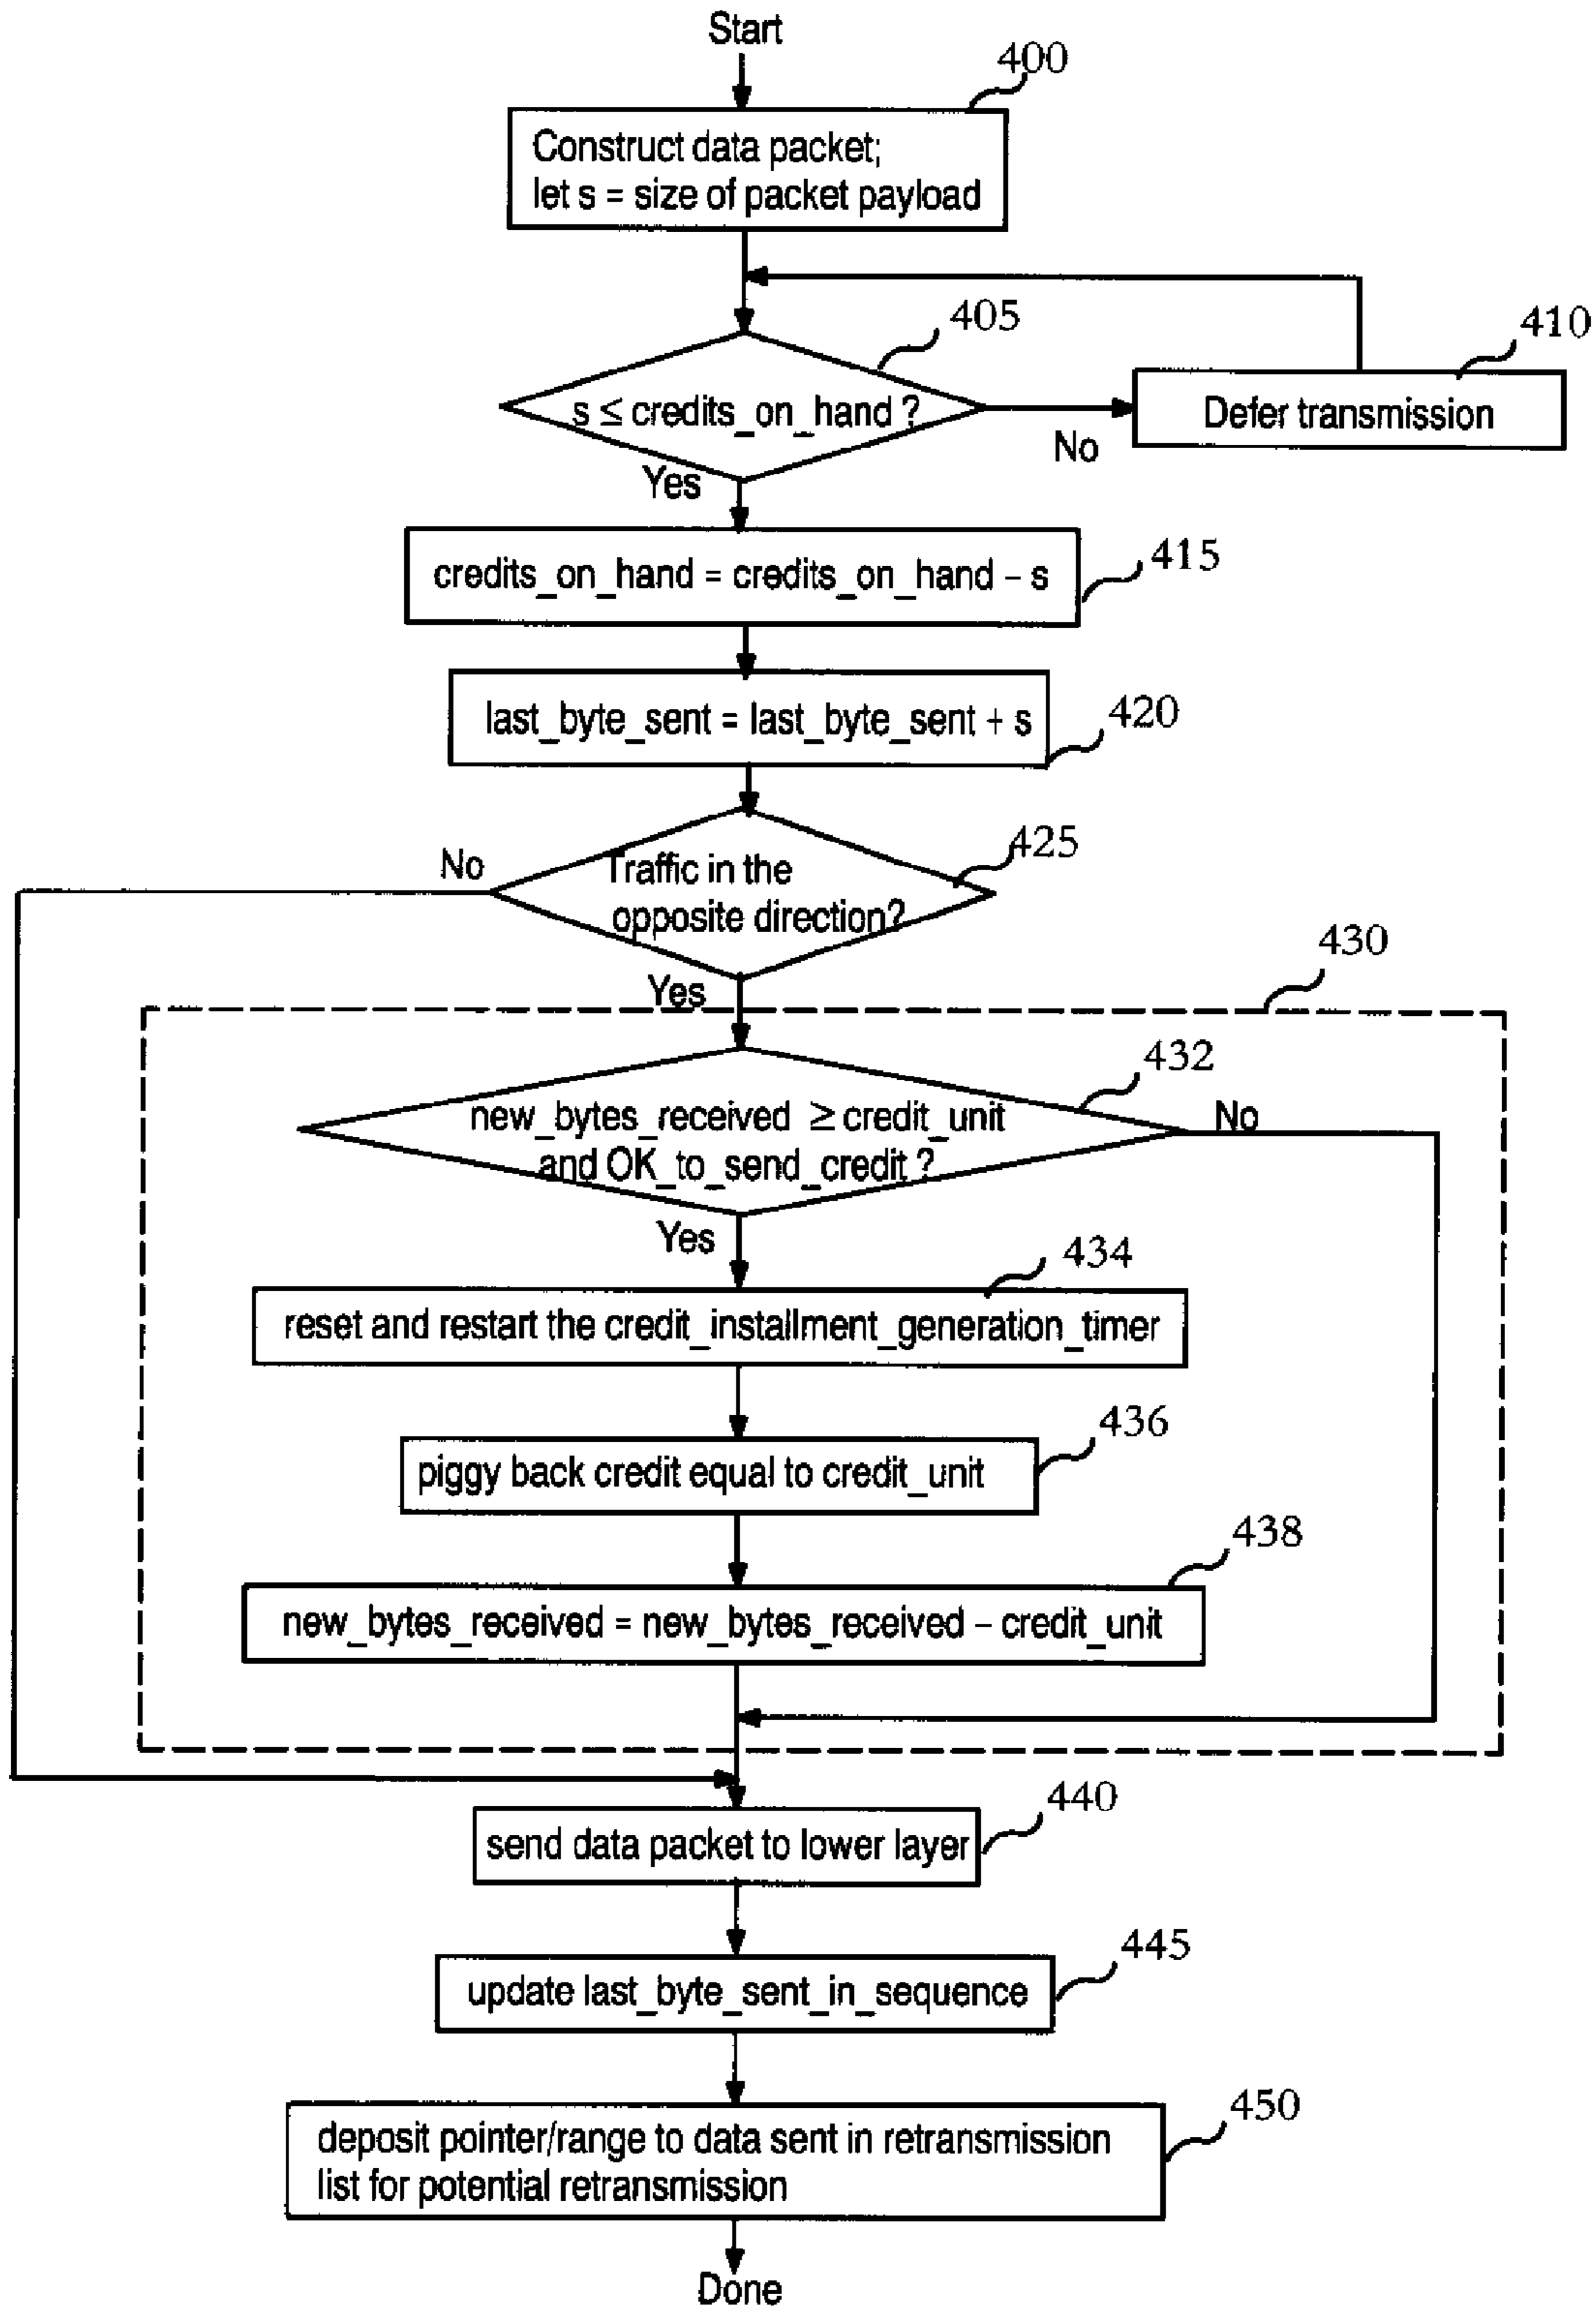 Start
400
Construct data packet;
let s = size of packet payload
405
410
s ≤ credits_on_hand ?
Defer transmission
No
Yes
credits_on_hand = credits_on_hand – s
415
last_byte_sent = last_byte_sent + s
420
425
No
Traffic in the
opposite direction?
430
Yes
432
new_bytes_received ≥ credit_unit
and OK_to_send_credit ?
No
Yes
434
reset and restart the credit_installment_generation_timer
436
piggy back credit equal to credit_unit
438
new_bytes_received = new_bytes_received – credit_unit
440
send data packet to lower layer
445
update last_byte_sent_in_sequence
450
deposit pointer/range to data sent in retransmission
list for potential retransmission
Done